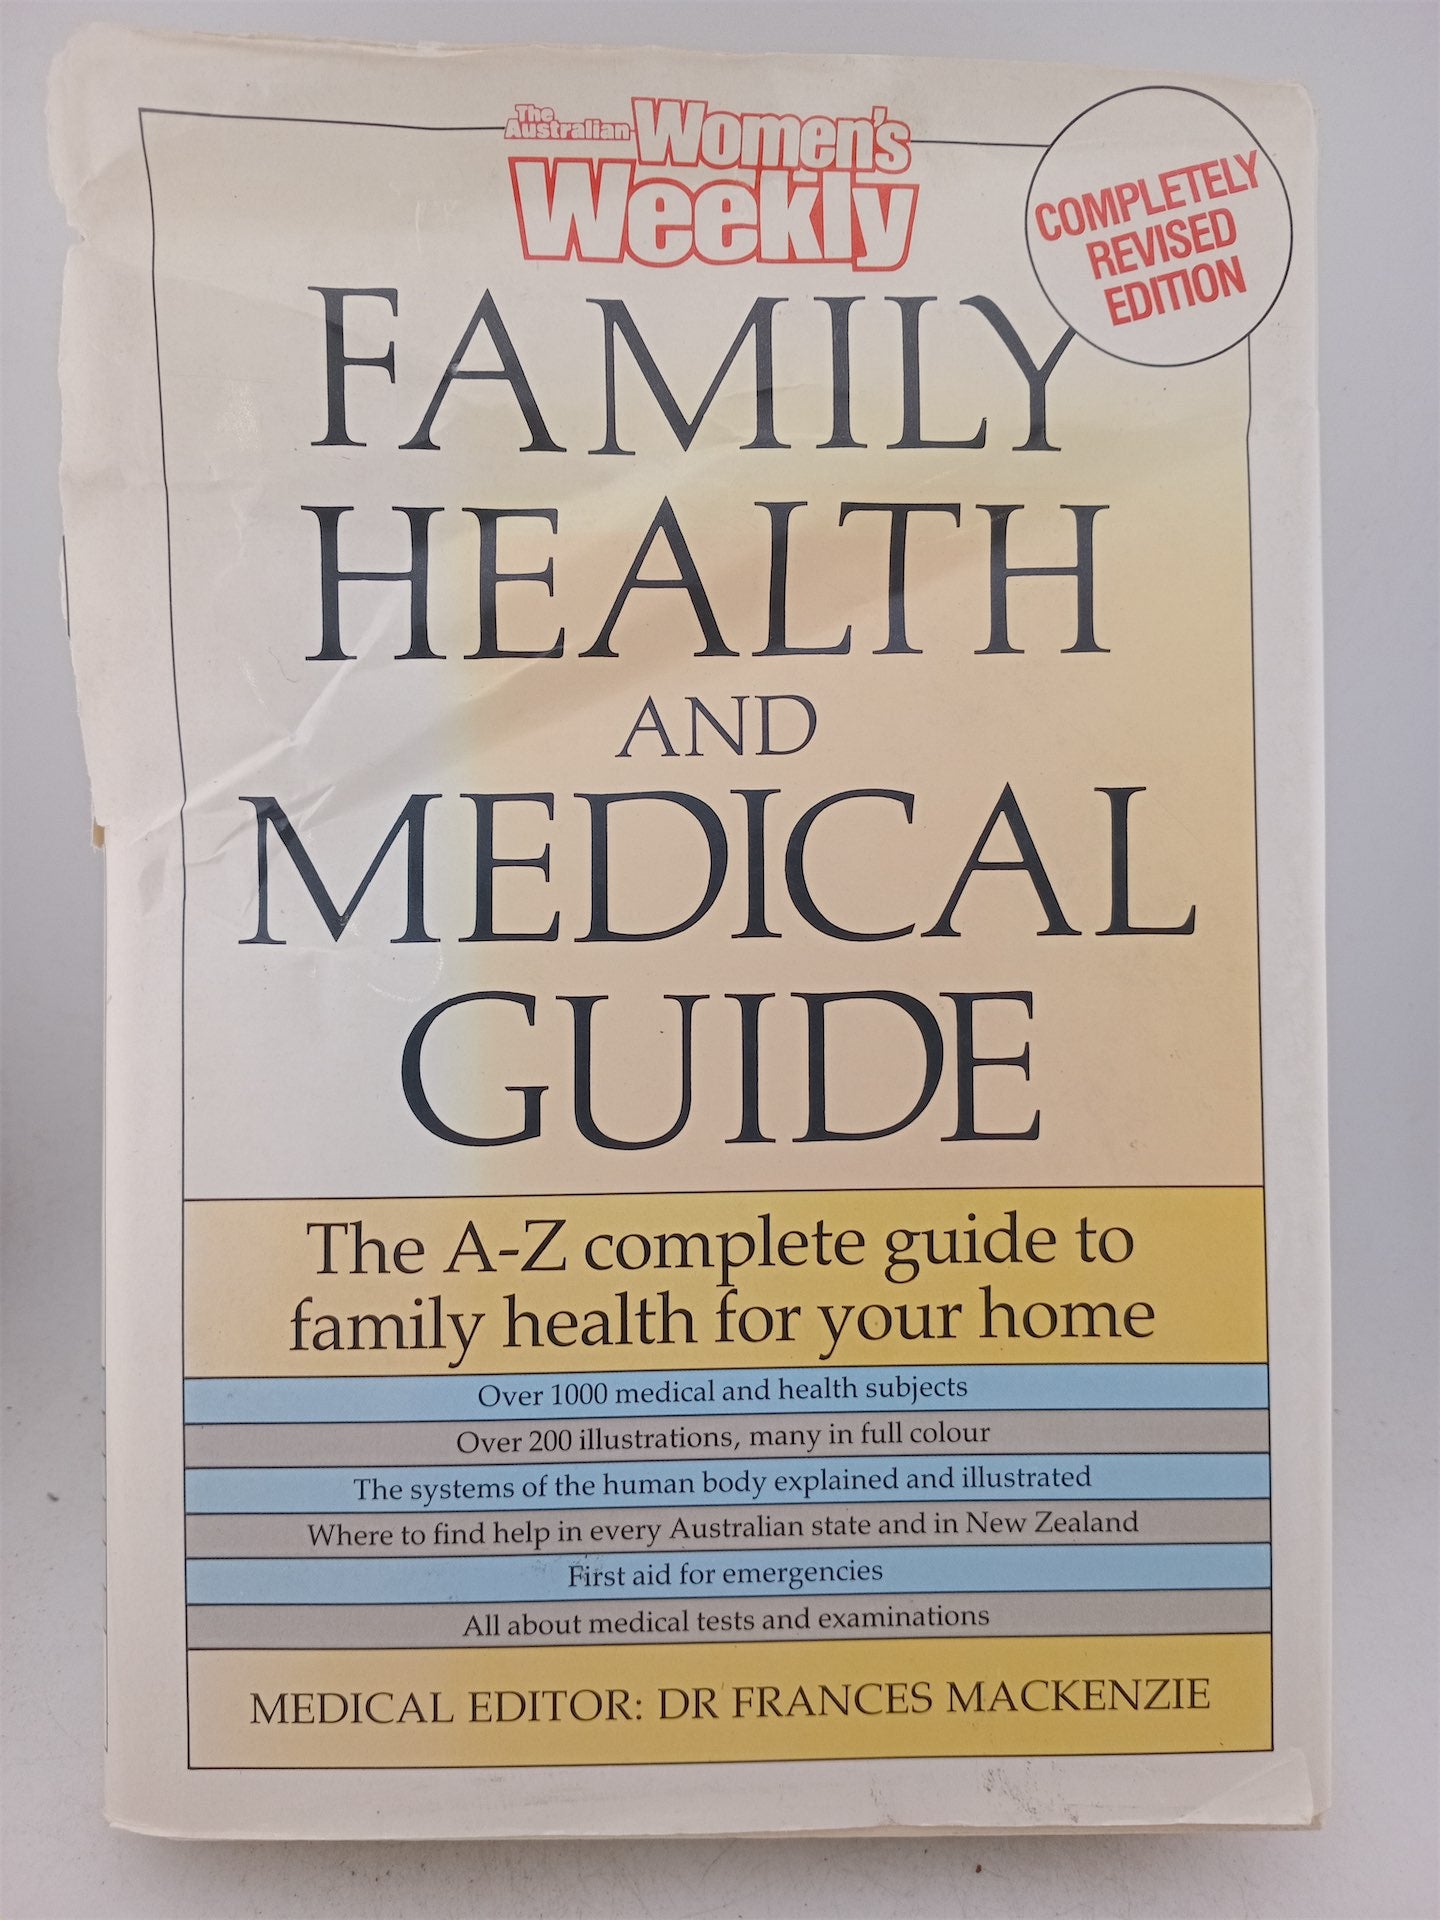 The
Australian Women's
Weekly
COMPLETELY
REVISED
EDITION
FAMILY
HEALTH
AND
MEDICAL
GUIDE
The A-Z complete guide to
family health for your home
Over 1000 medical and health subjects
Over 200 illustrations, many in full colour
The systems of the human body explained and illustrated
Where to find help in every Australian state and in New Zealand
First aid for emergencies
All about medical tests and examinations
MEDICAL EDITOR: DR FRANCES MACKENZIE